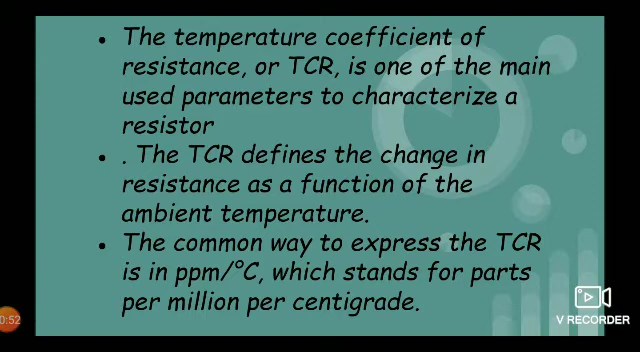 • The temperature coefficient of
resistance, or TCR, is one of the main
used parameters to characterize a
resistor
• . The TCR defines the change in
resistance as a function of the
ambient temperature.
• The common way to express the TCR
is in ppm/°C, which stands for parts
per million per centigrade.
0:52
V RECORDER